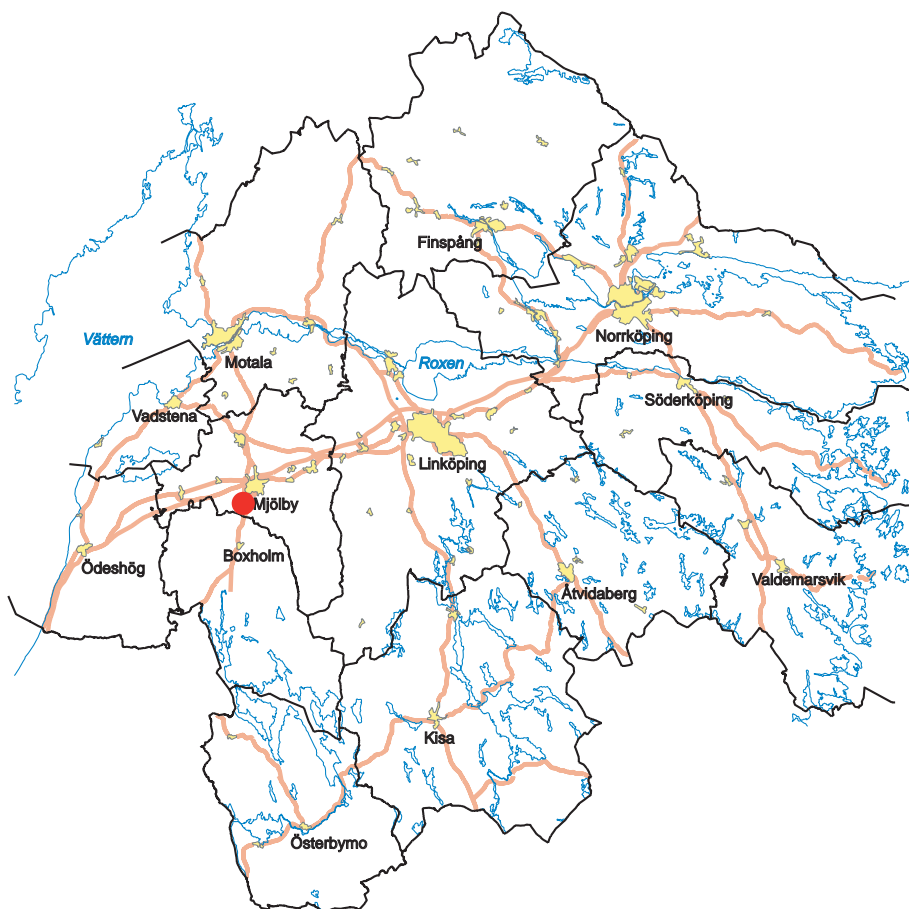 Finspång
Vättern
Norrköping
Motala
Roxen
Söderköping
Vadstena
Linköping
Mjölby
Boxholm
Ödeshög
Valdemarsvik
Åtvidaberg
Kisa
Österbymo